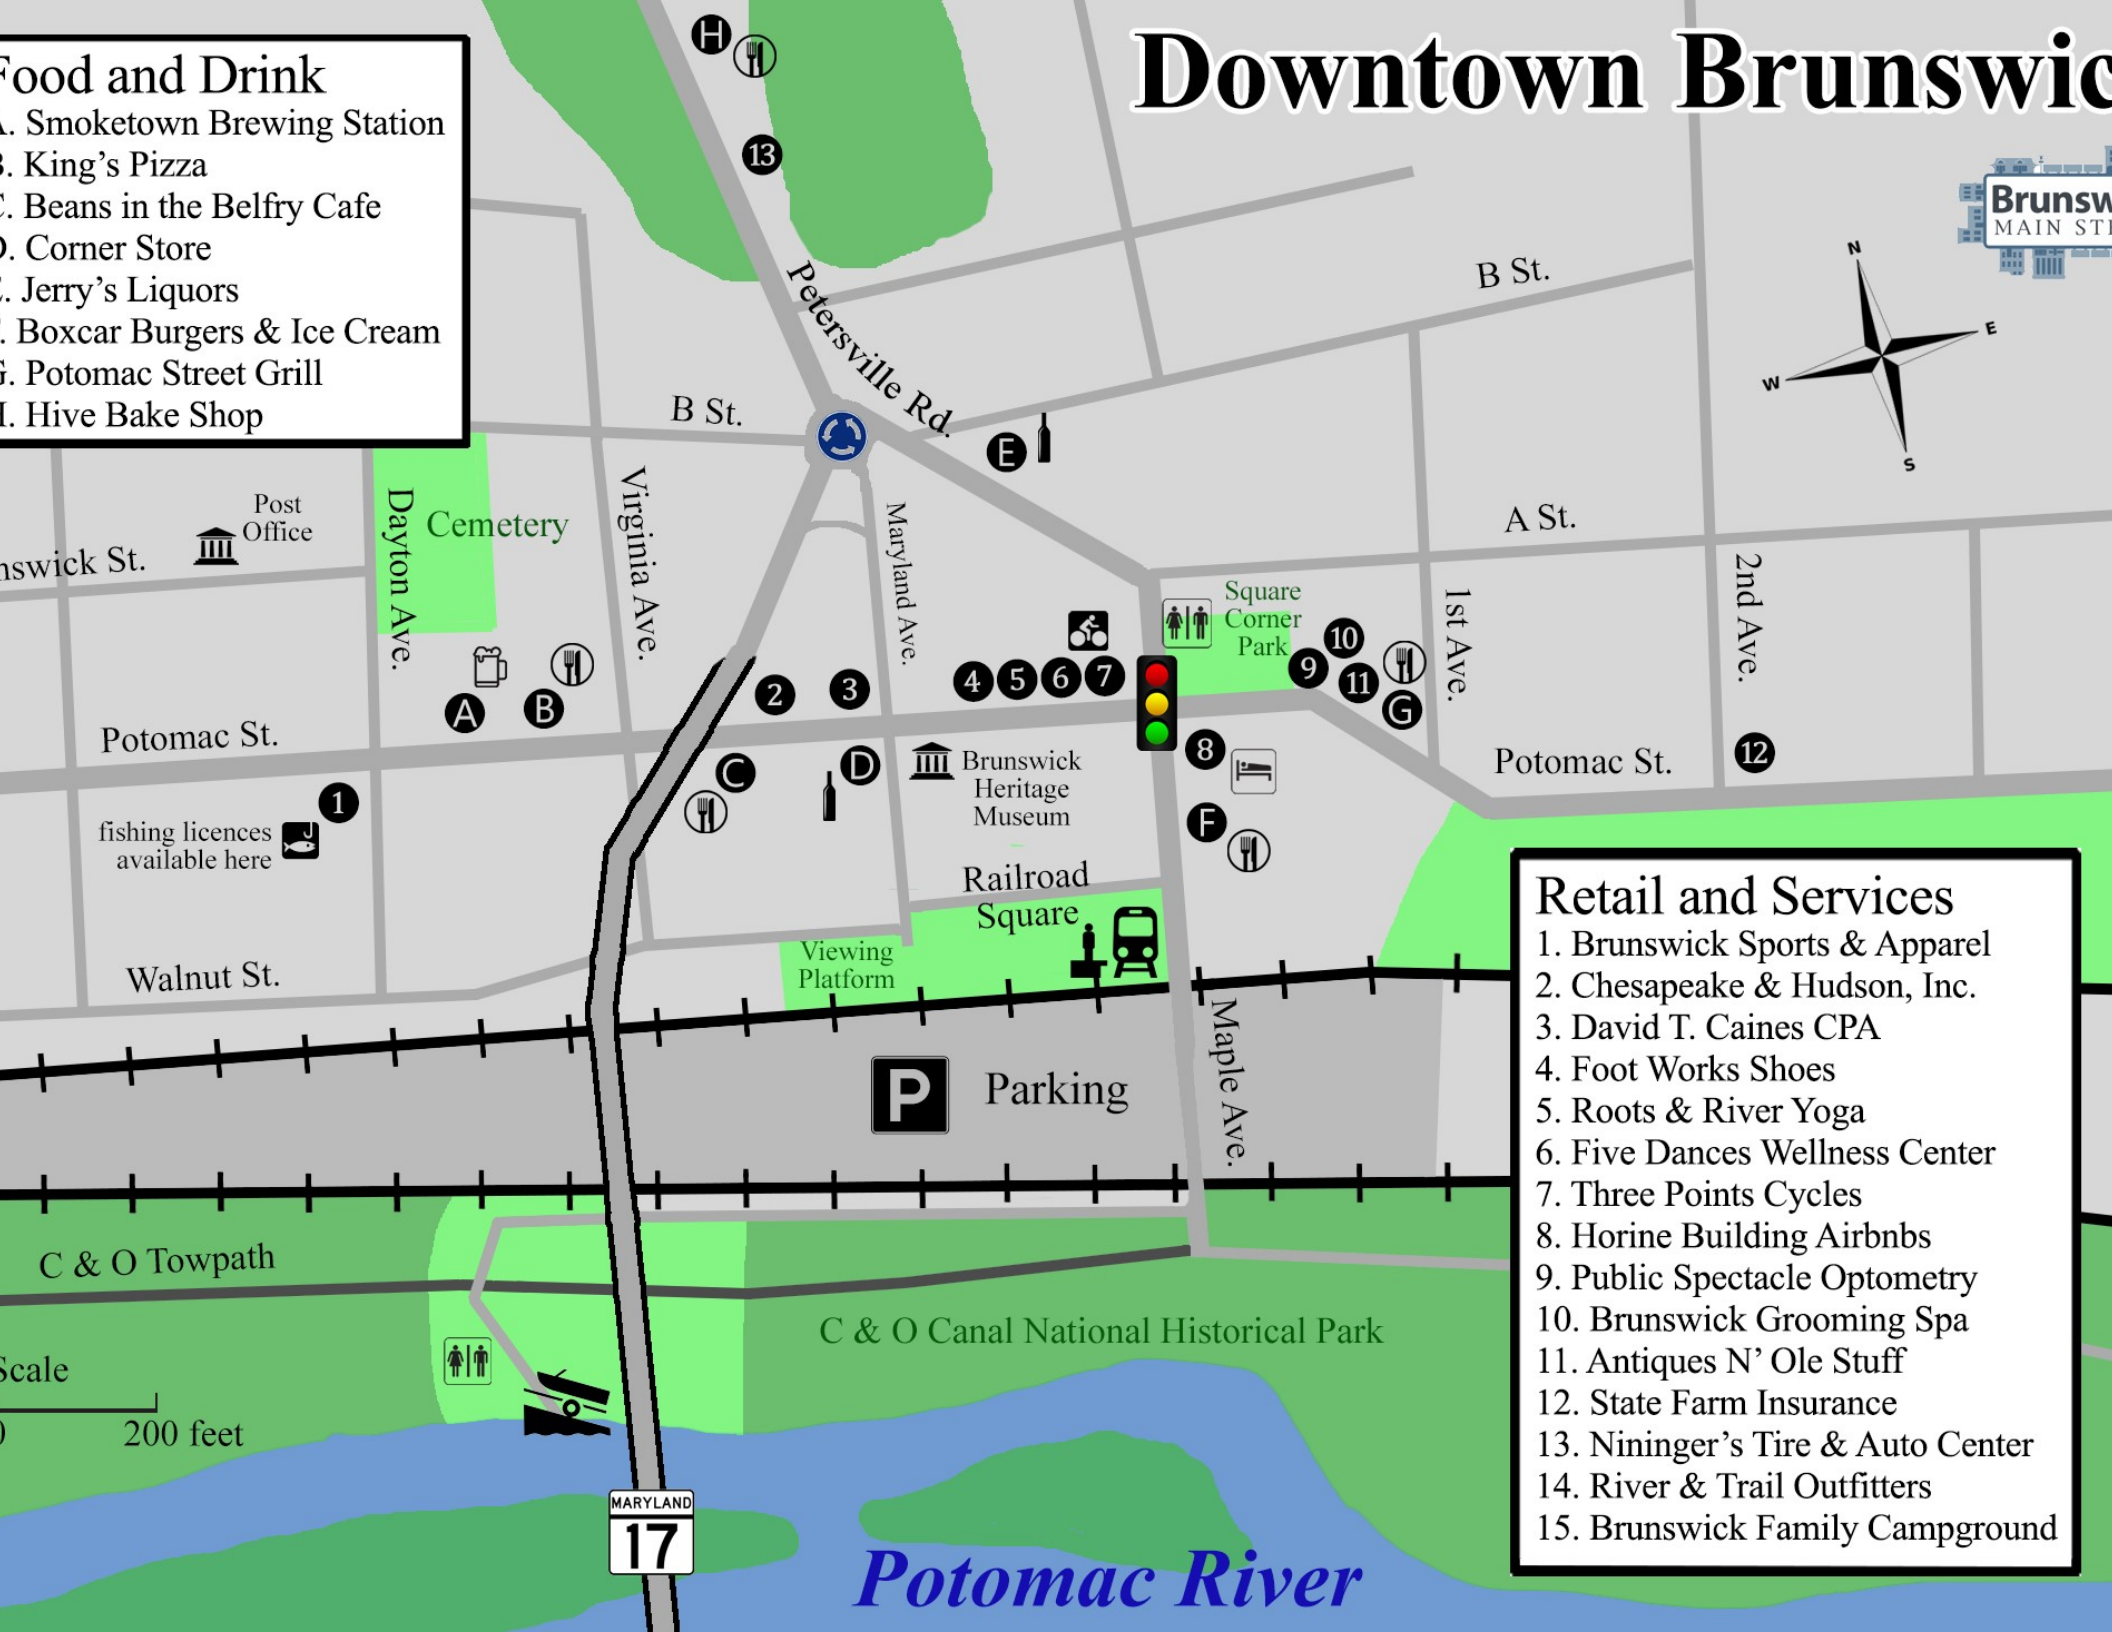 Downtown Brunswic
Food and Drink
A. Smoketown Brewing Station
B. King's Pizza
C. Beans in the Belfry Cafe
D. Corner Store
E. Jerry's Liquors
. Boxcar Burgers & Ice Cream
G. Potomac Street Grill
H. Hive Bake Shop
H
13
Brunsw
MAIN STR
N
E
W
S
Petersville Rd.
B St.
B St.
E
Post
Office
Dayton Ave.
Cemetery
Virginia Ave.
Maryland Ave.
A St.
nswick St.
Square
Corner
Park
1st Ave.
2nd Ave.
A
B
2
3
4
5
6
7
9
10
11
G
Potomac St.
Potomac St.
12
1
C
D
8
F
Brunswick
Heritage
Museum
fishing licences
available here
Railroad
Square
Viewing
Platform
Walnut St.
Maple Ave.
P
Parking
C & O Towpath
C & O Canal National Historical Park
Scale
0
200 feet
MARYLAND
17
Potomac River
Retail and Services
1. Brunswick Sports & Apparel
2. Chesapeake & Hudson, Inc.
3. David T. Caines CPA
4. Foot Works Shoes
5. Roots & River Yoga
6. Five Dances Wellness Center
7. Three Points Cycles
8. Horine Building Airbnbs
9. Public Spectacle Optometry
10. Brunswick Grooming Spa
11. Antiques N' Ole Stuff
12. State Farm Insurance
13. Nininger's Tire & Auto Center
14. River & Trail Outfitters
15. Brunswick Family Campground